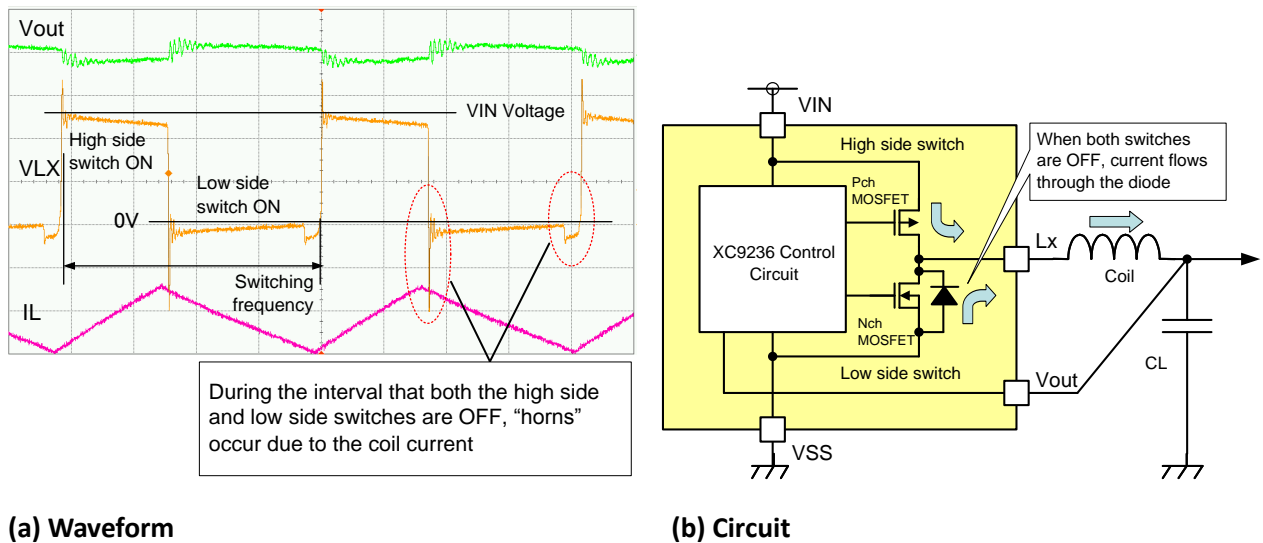 Vout
VIN Voltage
High side
switch ON
VLX
Low side
switch ON
0V
Switching
frequency
IL
During the interval that both the high side
and low side switches are OFF, “horns”
occur due to the coil current
(a) Waveform
VIN
High side switch
When both switches
are OFF, current flows
through the diode
Pch
MOSFET
XC9236 Control
Circuit
Lx
Coil
Nch
MOSFET
Low side switch
Vout
CL
VSS
(b) Circuit